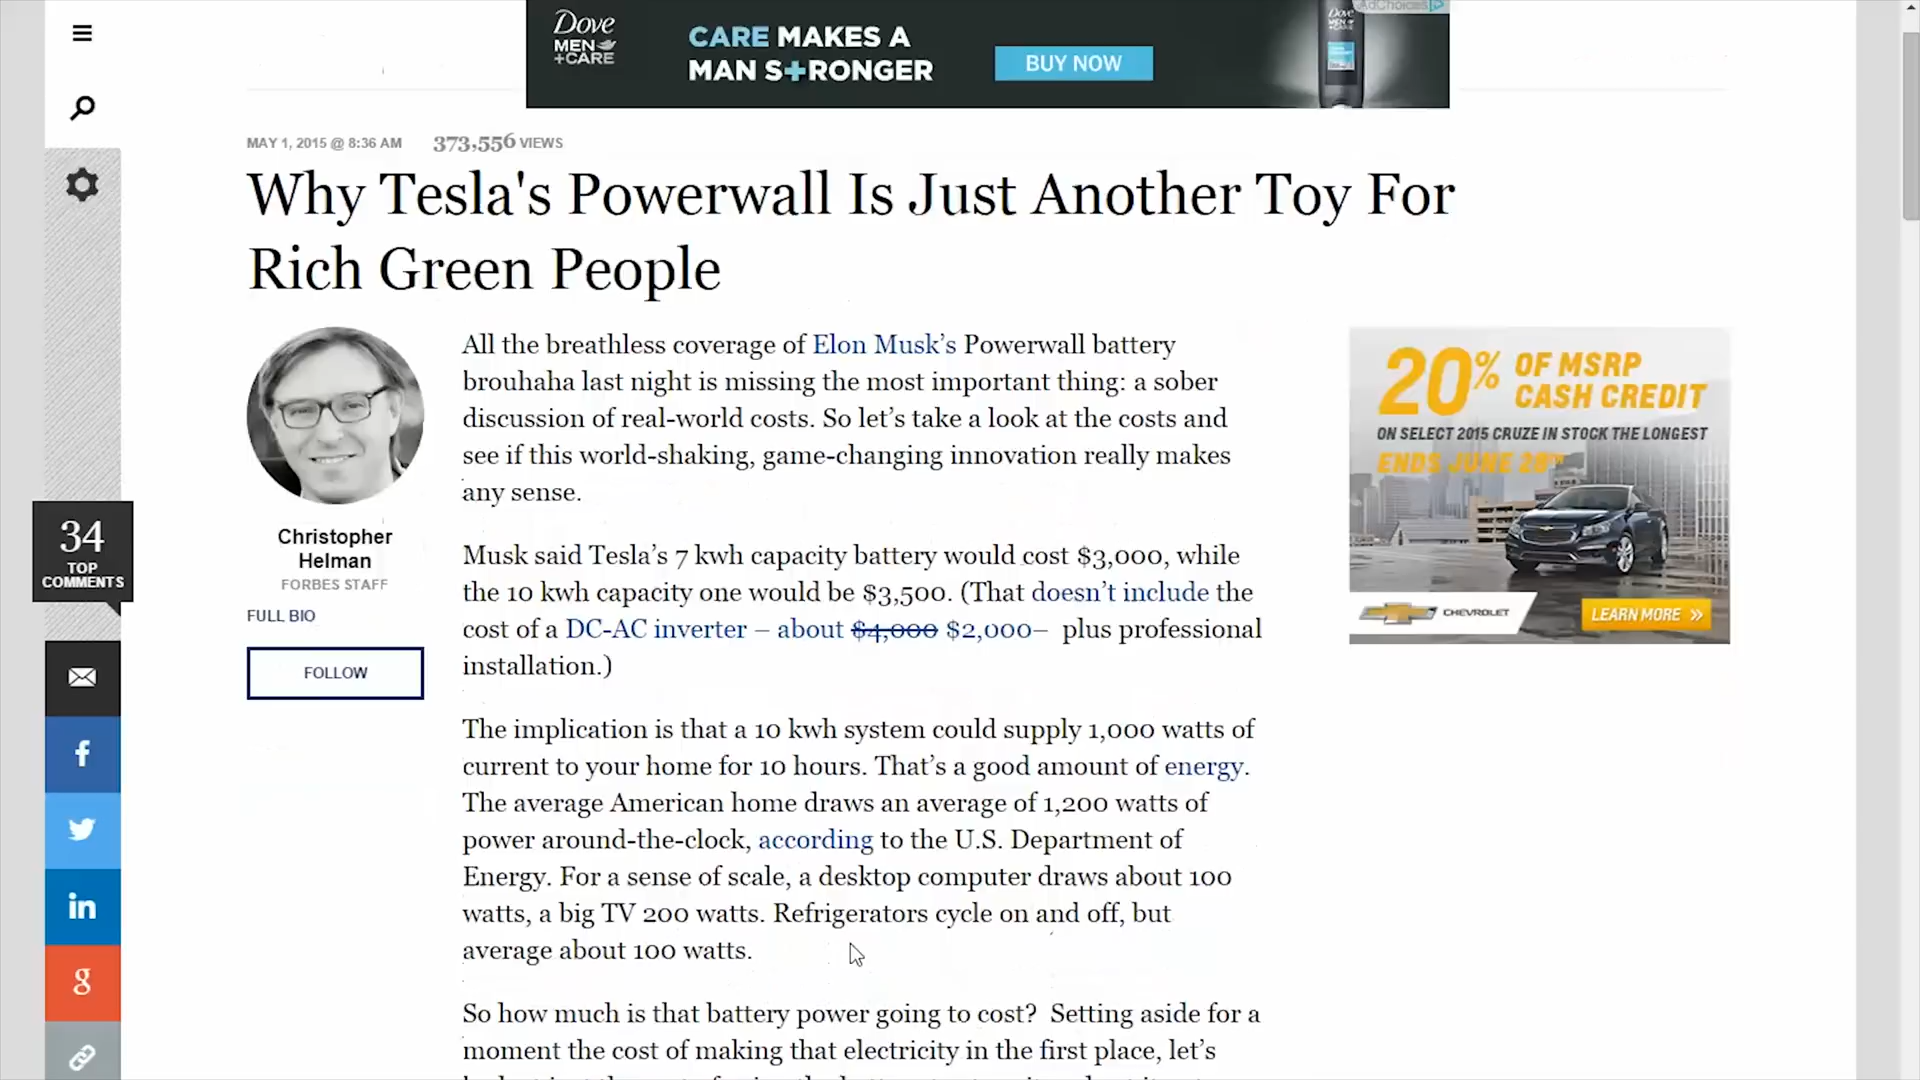 Dove
MEN
+CARE
CARE MAKES A
MAN S+RONGER
BUY NOW
AdChoices
MAY 1, 2015 @ 8:36 AM
373,556 VIEWS
Why Tesla's Powerwall Is Just Another Toy For
Rich Green People
Christopher
Helman
FORBES STAFF
FULL BIO
FOLLOW
34
TOP
COMMENTS
f
in
g
All the breathless coverage of Elon Musk’s Powerwall battery
brouhaha last night is missing the most important thing: a sober
discussion of real-world costs. So let’s take a look at the costs and
see if this world-shaking, game-changing innovation really makes
any sense.
Musk said Tesla’s 7 kwh capacity battery would cost $3,000, while
the 10 kwh capacity one would be $3,500. (That doesn’t include the
cost of a DC-AC inverter – about $4,000 $2,000– plus professional
installation.)
The implication is that a 10 kwh system could supply 1,000 watts of
current to your home for 10 hours. That’s a good amount of energy.
The average American home draws an average of 1,200 watts of
power around-the-clock, according to the U.S. Department of
Energy. For a sense of scale, a desktop computer draws about 100
watts, a big TV 200 watts. Refrigerators cycle on and off, but
average about 100 watts.
So how much is that battery power going to cost? Setting aside for a
moment the cost of making that electricity in the first place, let’s
20% OF MSRP
CASH CREDIT
ON SELECT 2015 CRUZE IN STOCK THE LONGEST
ENDS JUNE
CHEVROLET
LEARN MORE »